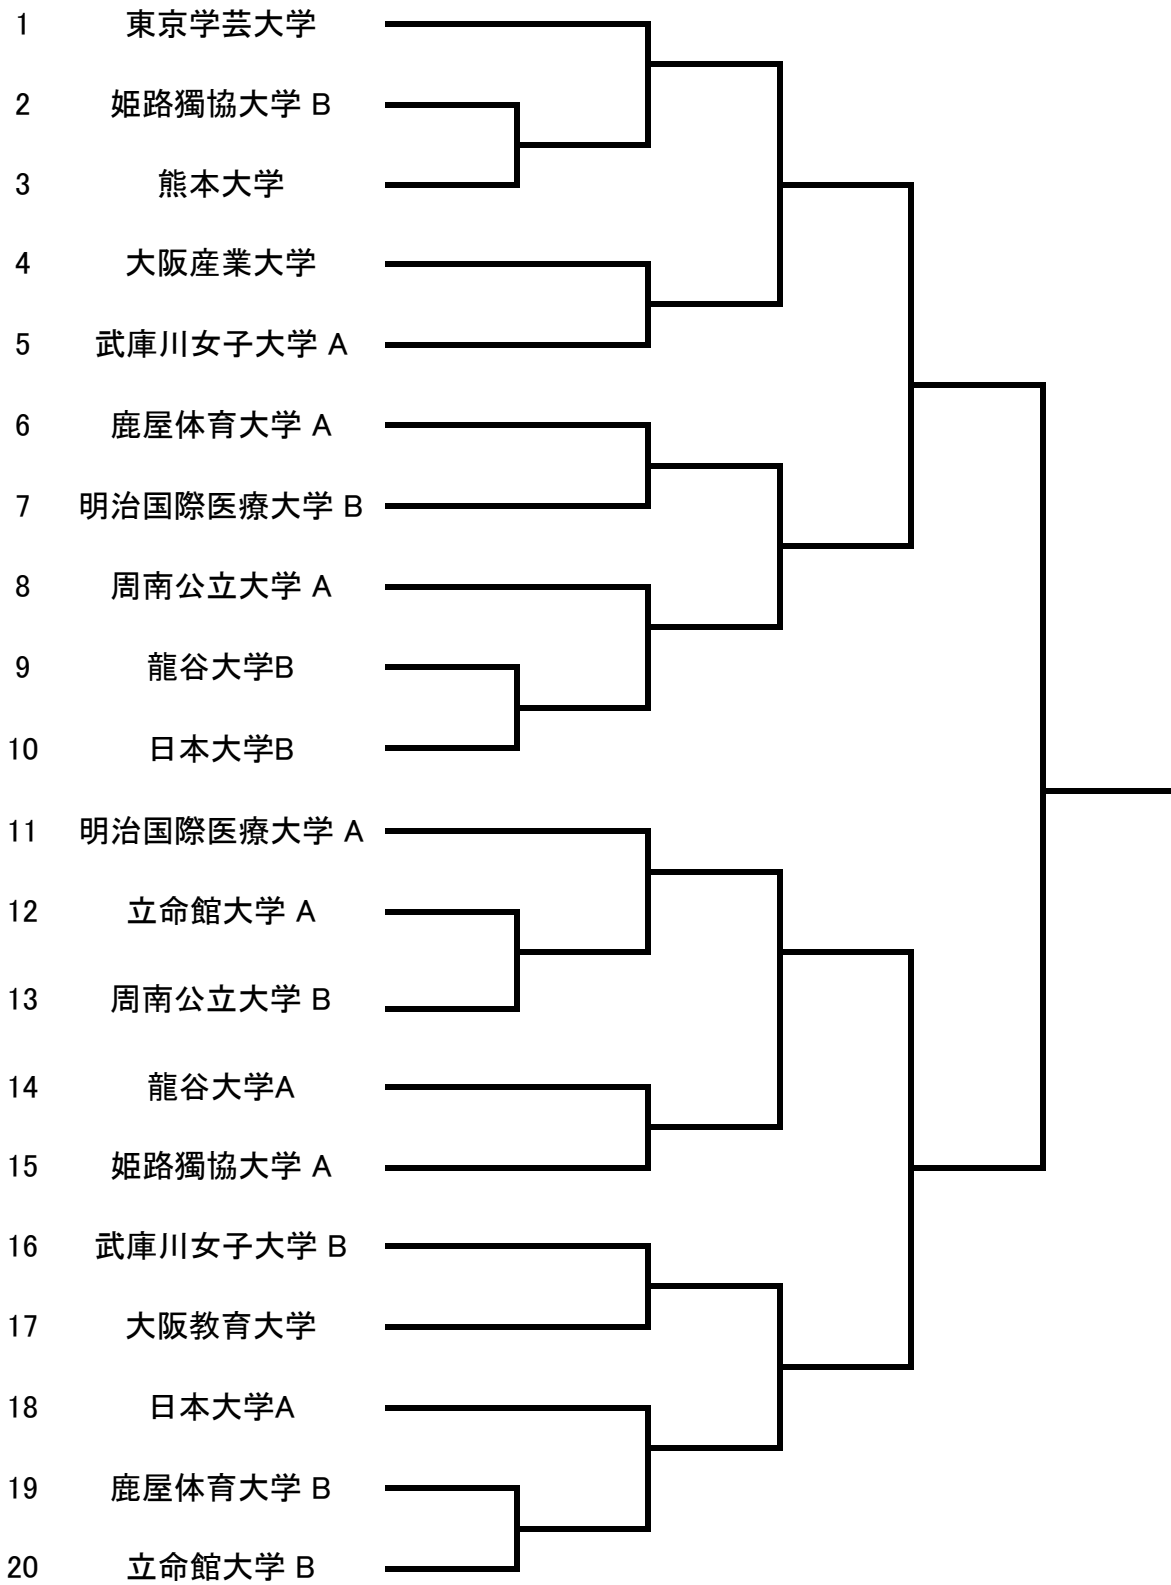 1 東京学芸大学
2 姫路獨協大学 B
3 熊本大学
4 大阪産業大学
5 武庫川女子大学 A
6 鹿屋体育大学 A
7 明治国際医療大学 B
8 周南公立大学 A
9 龍谷大学B
10 日本大学B
11 明治国際医療大学 A
12 立命館大学 A
13 周南公立大学 B
14 龍谷大学A
15 姫路獨協大学 A
16 武庫川女子大学 B
17 大阪教育大学
18 日本大学A
19 鹿屋体育大学 B
20 立命館大学 B